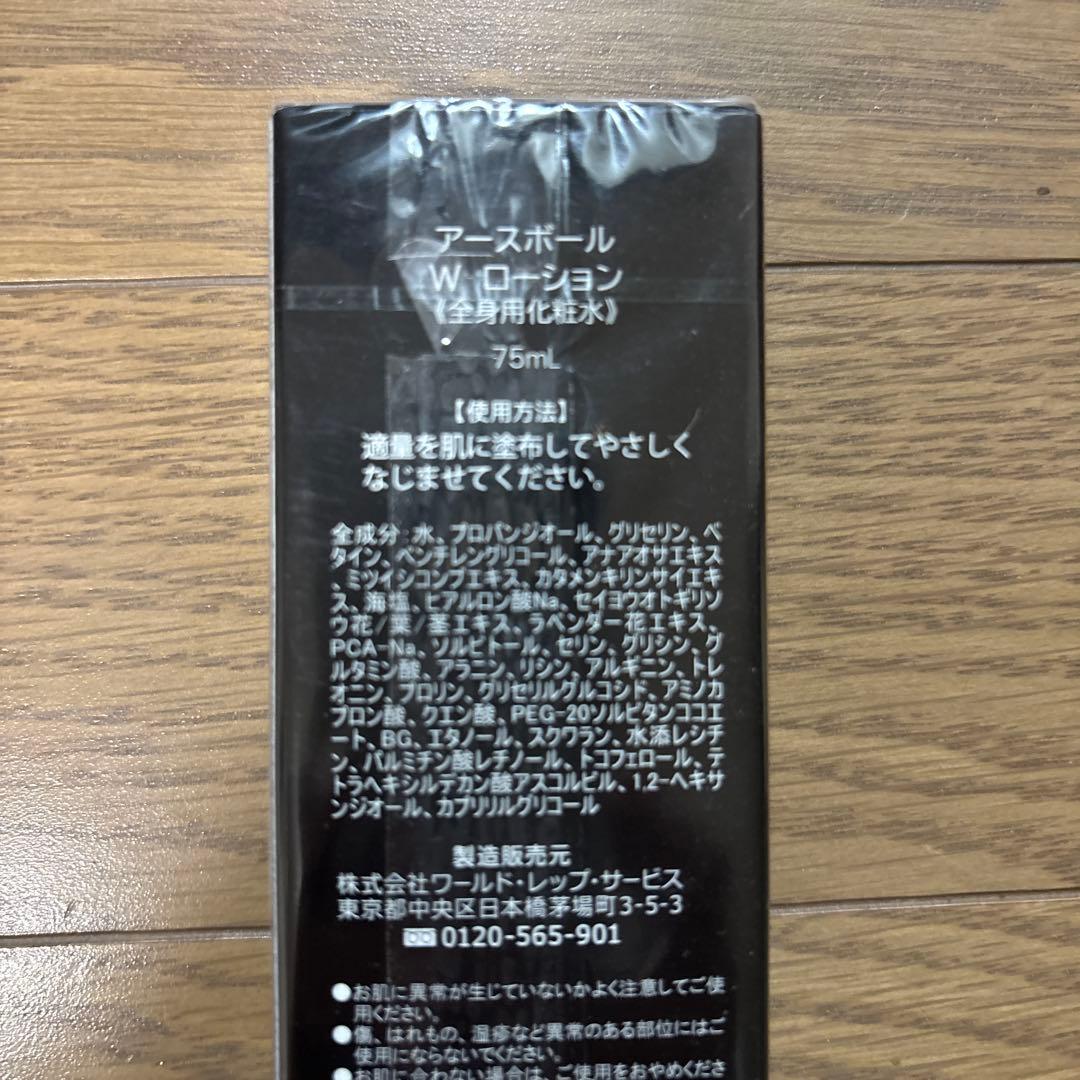 アースボール
W ローション
《全身用化粧水》
75mL
【使用方法】
適量を肌に塗布してやさしく
なじませてください。
全成分:水、プロパンジオール、グリセリン、ベ
タイン、ペンチレングリコール、アナアオサエキス
、ミツイシコンブエキス、カタメンキリンサイエキ
ス、海塩、ヒアルロン酸Na、セイヨウオトギリソ
ウ花/葉/茎エキス、ラベンダー花エキス、
PCA-Na、ソルビトール、セリン、グリシン、グ
ルタミン酸、アラニン、リシン、アルギニン、トレ
オニン、プロリン、グリセリルグルコシド、アミノカ
プロン酸、クエン酸、PEG-20ソルビタンココエ
ート、BG、エタノール、スクワラン、水添レシチ
ン、パルミチン酸レチノール、トコフェロール、テ
トラヘキシルデカン酸アスコルビル、1,2-ヘキサ
ンジオール、カプリリルグリコール
製造販売元
株式会社ワールド・レップ・サービス
東京都中央区日本橋茅場町3-5-3
0120-565-901
●お肌に異常が生じていないかよく注意してご使
用ください。
●傷、はれもの、湿疹など異常のある部位にはご
使用にならないでください。
●お肌に合わない場合は、ご使用をおやめくださ